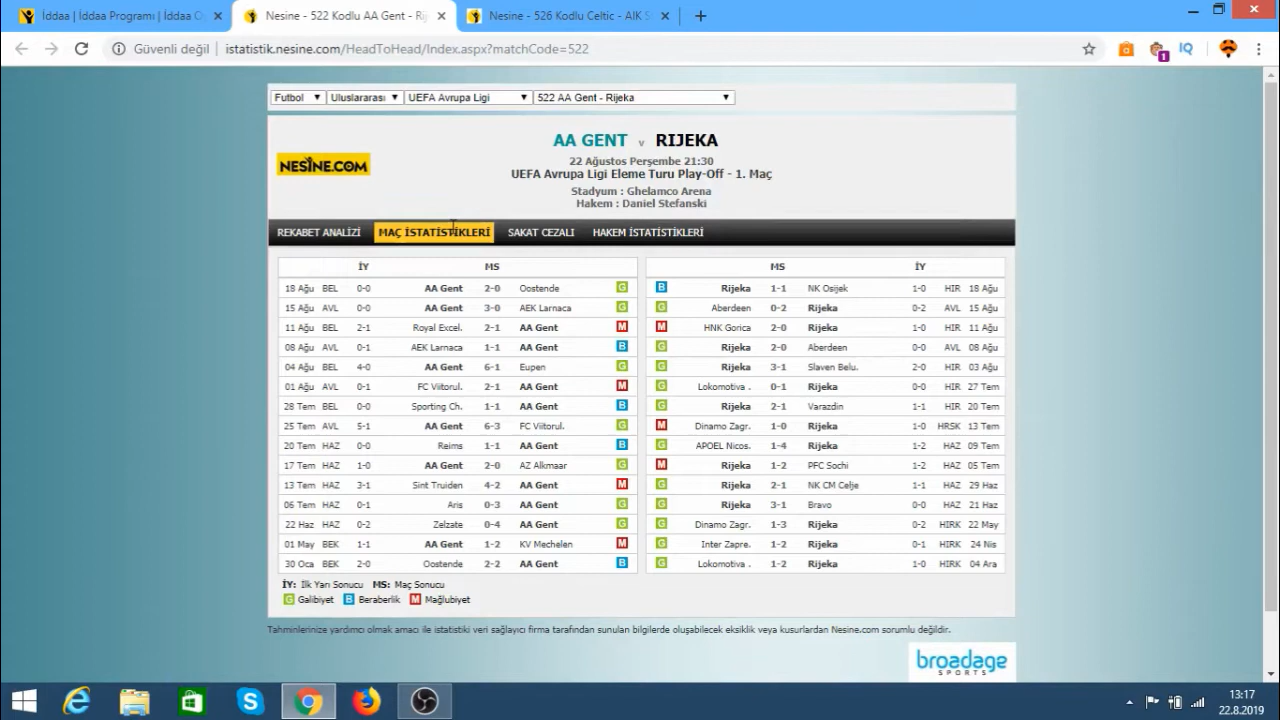 İddaa | İddaa Programı | İddaa O
Nesine - 522 Kodlu AA Gent - Rij
Nesine - 526 Kodlu Celtic - AIK S
Güvenli değil
istatistik.nesine.com/HeadToHead/Index.aspx?matchCode=522
IQ
1
Futbol Uluslararası UEFA Avrupa Ligi 522 AA Gent - Rijeka
NESİNE.COM
AA GENT v RIJEKA
22 Ağustos Perşembe 21:30
UEFA Avrupa Ligi Eleme Turu Play-Off - 1. Maç
Stadyum : Ghelamco Arena
Hakem : Daniel Stefanski
REKABET ANALİZİ MAÇ İSTATİSTİKLERİ SAKAT CEZALI HAKEM İSTATİSTİKLERİ
İY MS MS İY
18 Ağu BEL 0-0 AA Gent 2-0 Oostende G B Rijeka 1-1 NK Osijek 1-0 HIR 18 Ağu
15 Ağu AVL 0-0 AA Gent 3-0 AEK Larnaca G G Aberdeen 0-2 Rijeka 0-2 AVL 15 Ağu
11 Ağu BEL 2-1 Royal Excel. 2-1 AA Gent M M HNK Gorica 2-0 Rijeka 1-0 HIR 11 Ağu
08 Ağu AVL 0-1 AEK Larnaca 1-1 AA Gent B G Rijeka 2-0 Aberdeen 0-0 AVL 08 Ağu
04 Ağu BEL 4-0 AA Gent 6-1 Eupen G G Rijeka 3-1 Slaven Belu. 2-0 HIR 03 Ağu
01 Ağu AVL 0-1 FC Viitorul. 2-1 AA Gent M G Lokomotiva . 0-1 Rijeka 0-0 HIR 27 Tem
28 Tem BEL 0-0 Sporting Ch. 1-1 AA Gent B G Rijeka 2-1 Varazdin 1-1 HIR 20 Tem
25 Tem AVL 5-1 AA Gent 6-3 FC Viitorul. G M Dinamo Zagr. 1-0 Rijeka 1-0 HRSK 13 Tem
20 Tem HAZ 0-0 Reims 1-1 AA Gent B G APOEL Nicos. 1-4 Rijeka 1-2 HAZ 09 Tem
17 Tem HAZ 1-0 AA Gent 2-0 AZ Alkmaar G M Rijeka 1-2 PFC Sochi 1-2 HAZ 05 Tem
13 Tem HAZ 3-1 Sint Truiden 4-2 AA Gent M G Rijeka 2-1 NK CM Celje 1-1 HAZ 29 Haz
06 Tem HAZ 0-1 Aris 0-3 AA Gent G G Rijeka 3-1 Bravo 0-0 HAZ 21 Haz
22 Haz HAZ 0-2 Zelzate 0-4 AA Gent G G Dinamo Zagr. 1-3 Rijeka 0-2 HIRK 22 May
01 May BEK 1-1 AA Gent 1-2 KV Mechelen M G Inter Zapre. 1-2 Rijeka 0-1 HIRK 24 Nis
30 Oca BEK 2-0 Oostende 2-2 AA Gent B G Lokomotiva . 1-2 Rijeka 1-0 HIRK 04 Ara
İY: İlk Yarı Sonucu MS: Maç Sonucu
G Galibiyet B Beraberlik M Mağlubiyet
Tahminlerinize yardımcı olmak amacı ile istatistiki veri sağlayıcı firma tarafından sunulan bilgilerde oluşabilecek eksiklik veya kusurlardan Nesine.com sorumlu değildir.
broadage
SPORTS
13:17
22.8.2019